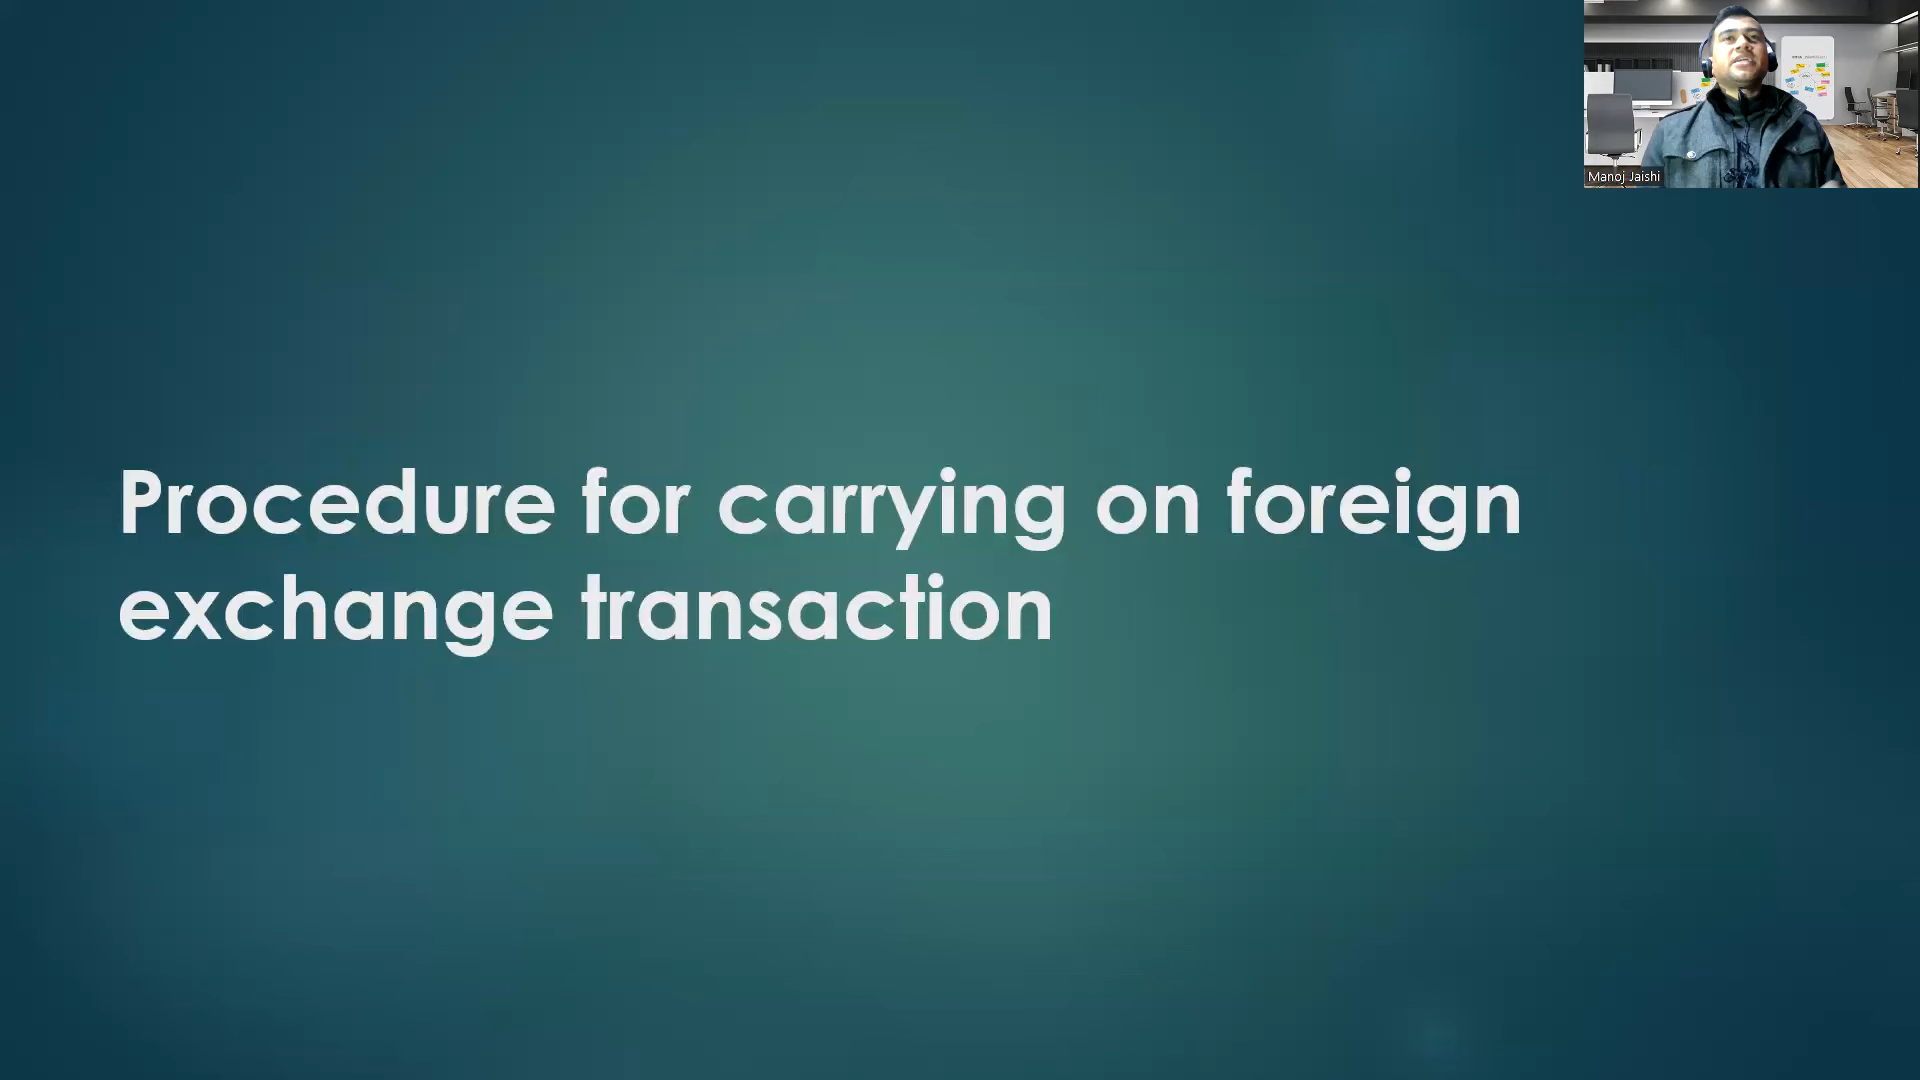 Manoj Jaishi
Procedure for carrying on foreign
exchange transaction